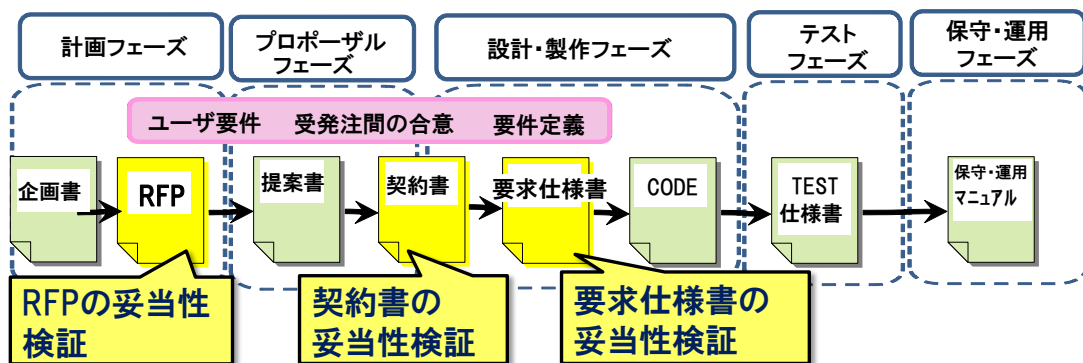 計画フェーズ
プロポーザル
フェーズ
設計・製作フェーズ
テスト
フェーズ
保守・運用
フェーズ
ユーザ要件 受発注間の合意 要件定義
企画書
RFP
提案書
契約書
要求仕様書
CODE
TEST
仕様書
保守・運用
マニュアル
RFPの妥当性
検証
契約書の
妥当性検証
要求仕様書の
妥当性検証